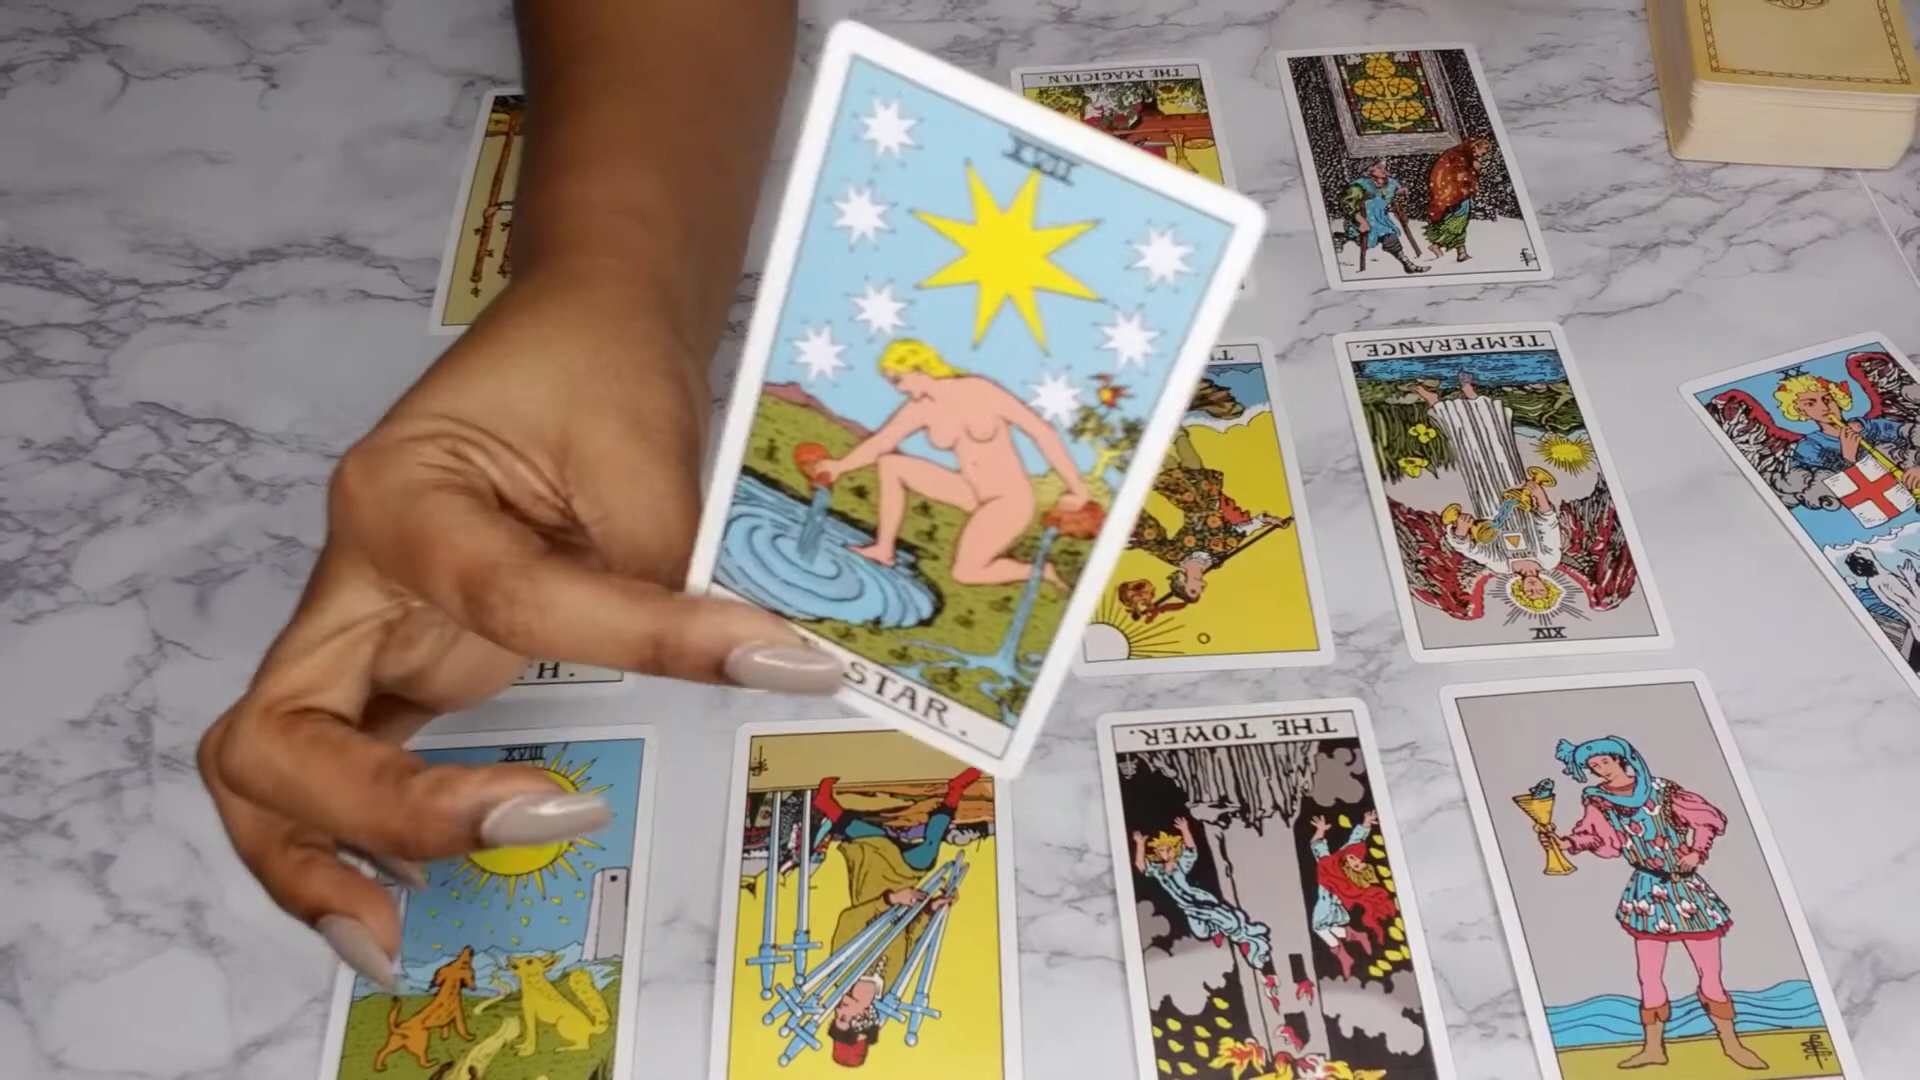 THE MAGICIAN.
XVII
TEMPERANCE.
XX
XIV
STAR.
H.
XVIII
THE TOWER.